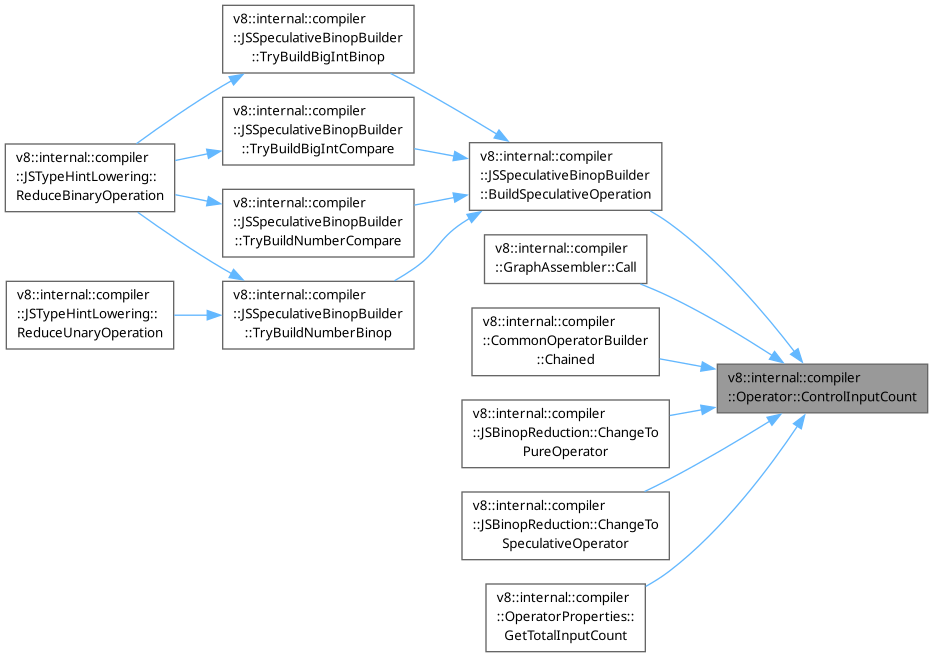 v8::internal::compiler
::JSSpeculativeBinopBuilder
::TryBuildBigIntBinop
v8::internal::compiler
::JSSpeculativeBinopBuilder
::TryBuildBigIntCompare
v8::internal::compiler
::JSTypeHintLowering::
ReduceBinaryOperation
v8::internal::compiler
::JSSpeculativeBinopBuilder
::BuildSpeculativeOperation
v8::internal::compiler
::JSSpeculativeBinopBuilder
::TryBuildNumberCompare
v8::internal::compiler
::GraphAssembler::Call
v8::internal::compiler
::JSTypeHintLowering::
ReduceUnaryOperation
v8::internal::compiler
::JSSpeculativeBinopBuilder
::TryBuildNumberBinop
v8::internal::compiler
::CommonOperatorBuilder
::Chained
v8::internal::compiler
::Operator::ControlInputCount
v8::internal::compiler
::JSBinopReduction::ChangeTo
PureOperator
v8::internal::compiler
::JSBinopReduction::ChangeTo
SpeculativeOperator
v8::internal::compiler
::OperatorProperties::
GetTotalInputCount